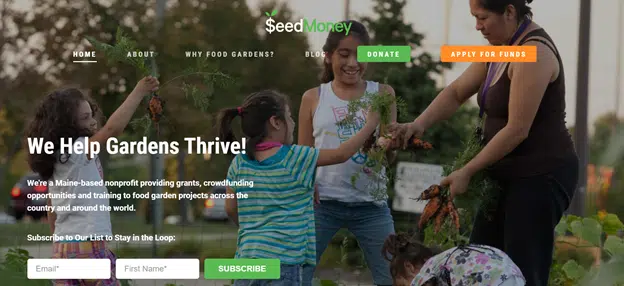 $eedMoney
HOME ABOUT WHY FOOD GARDENS? BLOG DONATE APPLY FOR FUNDS
We Help Gardens Thrive!
We're a Maine-based nonprofit providing grants, crowdfunding
opportunities and training to food garden projects across the
country and around the world.
Subscribe to Our List to Stay in the Loop:
Email* First Name* SUBSCRIBE